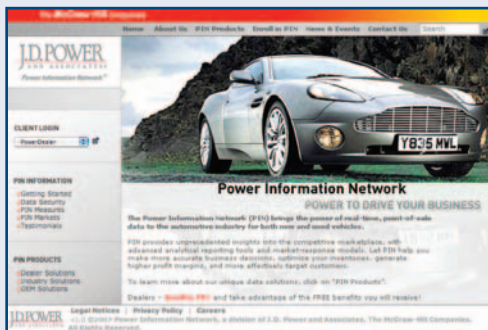 The McGraw-Hill Companies
Home About Us PIN Products Enroll in PIN News & Events Contact Us Search
J.D. POWER
AND ASSOCIATES
Power Information Network
CLIENT LOGIN
PowerDealer
PIN INFORMATION
Getting Started
Data Security
PIN Measures
PIN Markets
Testimonials
PIN PRODUCTS
Dealer Solutions
Industry Solutions
OEM Solutions
Y835 MWL
Power Information Network
POWER TO DRIVE YOUR BUSINESS
The Power Information Network (PIN) brings the power of real-time, point-of-sale
data to the automotive industry for both new and used vehicles.
PIN provides unprecedented insights into the competitive marketplace, with
advanced analytical reporting tools and market-response models. Let PIN help you
make more accurate business decisions, optimize your inventories, generate
higher profit margins, and more effectively target customers.
To learn more about our unique data solutions, click on "PIN Products".
Dealers - and take advantage of the FREE benefits you will receive!
J.D. POWER
Legal Notices | Privacy Policy | Careers
©2007 Power Information Network, a division of J.D. Power and Associates, The McGraw-Hill Companies.
All Rights Reserved.